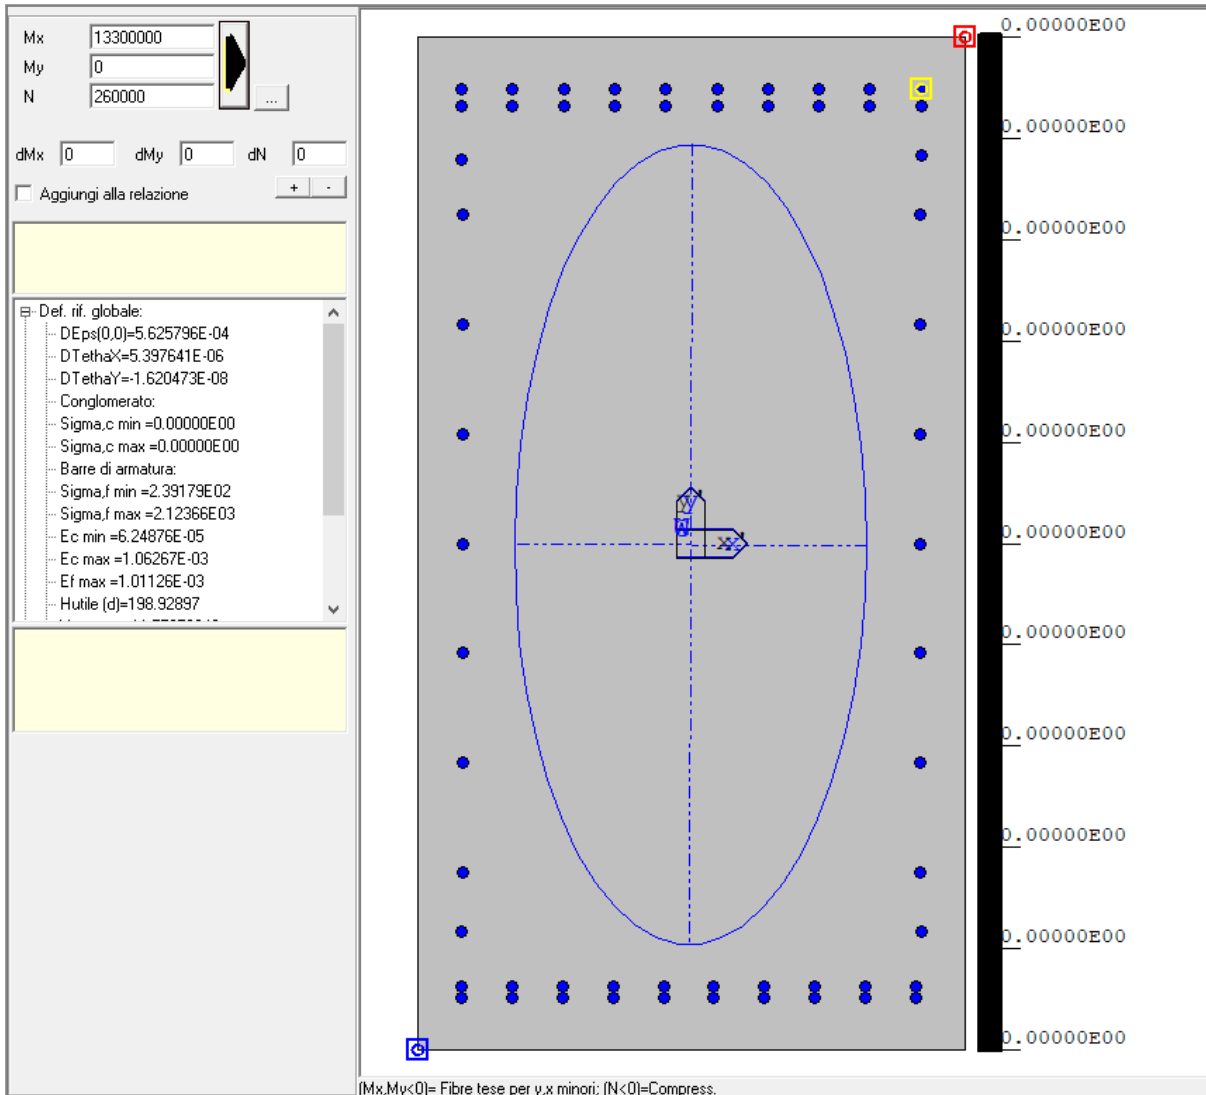 Mx 13300000
My 0
N 260000
...
dMx 0 dMy 0 dN 0
+ -
Aggiungi alla relazione
Def. rif. globale:
DEps(0,0)=5.625796E-04
DTethaX=5.397641E-06
DTethaY=-1.620473E-08
Conglomerato:
Sigma,c min =0.00000E00
Sigma,c max =0.00000E00
Barre di armatura:
Sigma,f min =2.39179E02
Sigma,f max =2.12366E03
Ec min =6.24876E-05
Ec max =1.06267E-03
Ef max =1.01126E-03
Hutile (d)=198.92897
0.00000E00
0.00000E00
0.00000E00
0.00000E00
0.00000E00
0.00000E00
0.00000E00
0.00000E00
0.00000E00
0.00000E00
0.00000E00
(Mx,My<0)= Fibre tese per y,x minori; (N<0)=Compress.